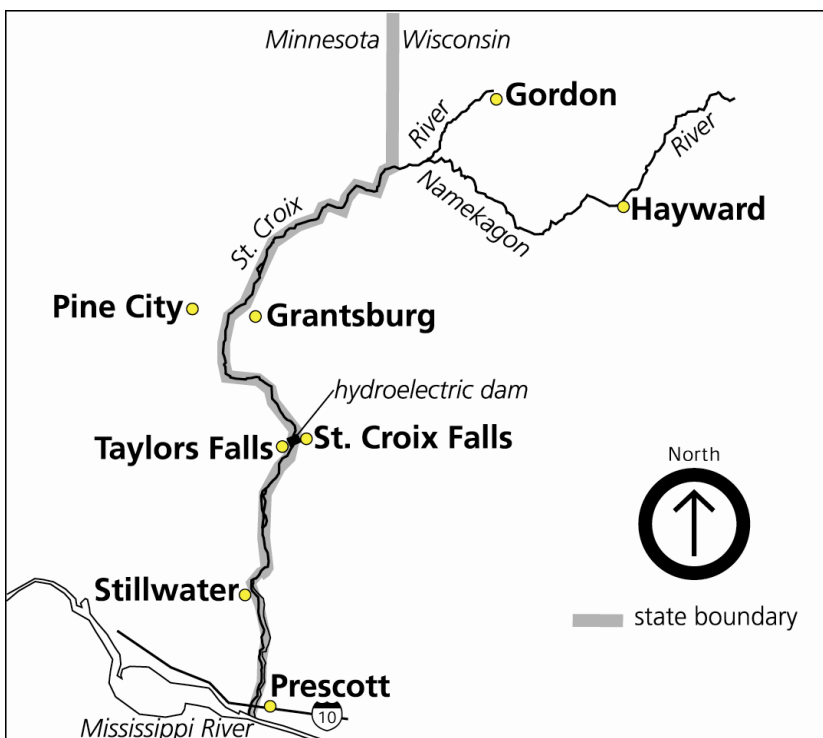 Minnesota
Wisconsin
Gordon
River
River
Namekagon
Hayward
St. Croix
Pine City
Grantsburg
hydroelectric dam
Taylors Falls
St. Croix Falls
North
Stillwater
state boundary
Prescott
10
Mississippi River